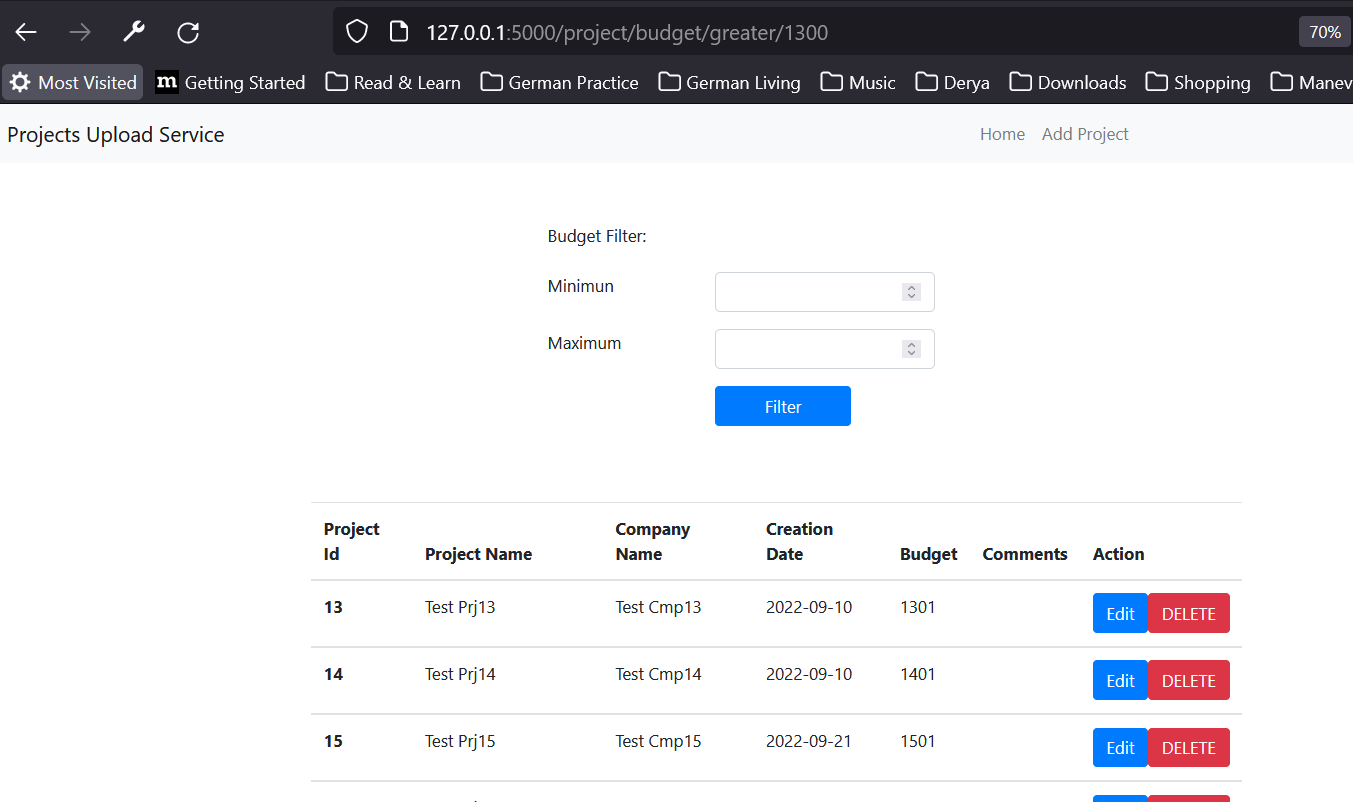 127.0.0.1:5000/project/budget/greater/1300 70%
Most Visited m Getting Started Read & Learn German Practice German Living Music Derya Downloads Shopping Manev
Projects Upload Service Home Add Project
Budget Filter:
Minimun
Maximum
Filter
Project Id Project Name Company Name Creation Date Budget Comments Action
13 Test Prj13 Test Cmp13 2022-09-10 1301 Edit DELETE
14 Test Prj14 Test Cmp14 2022-09-10 1401 Edit DELETE
15 Test Prj15 Test Cmp15 2022-09-21 1501 Edit DELETE